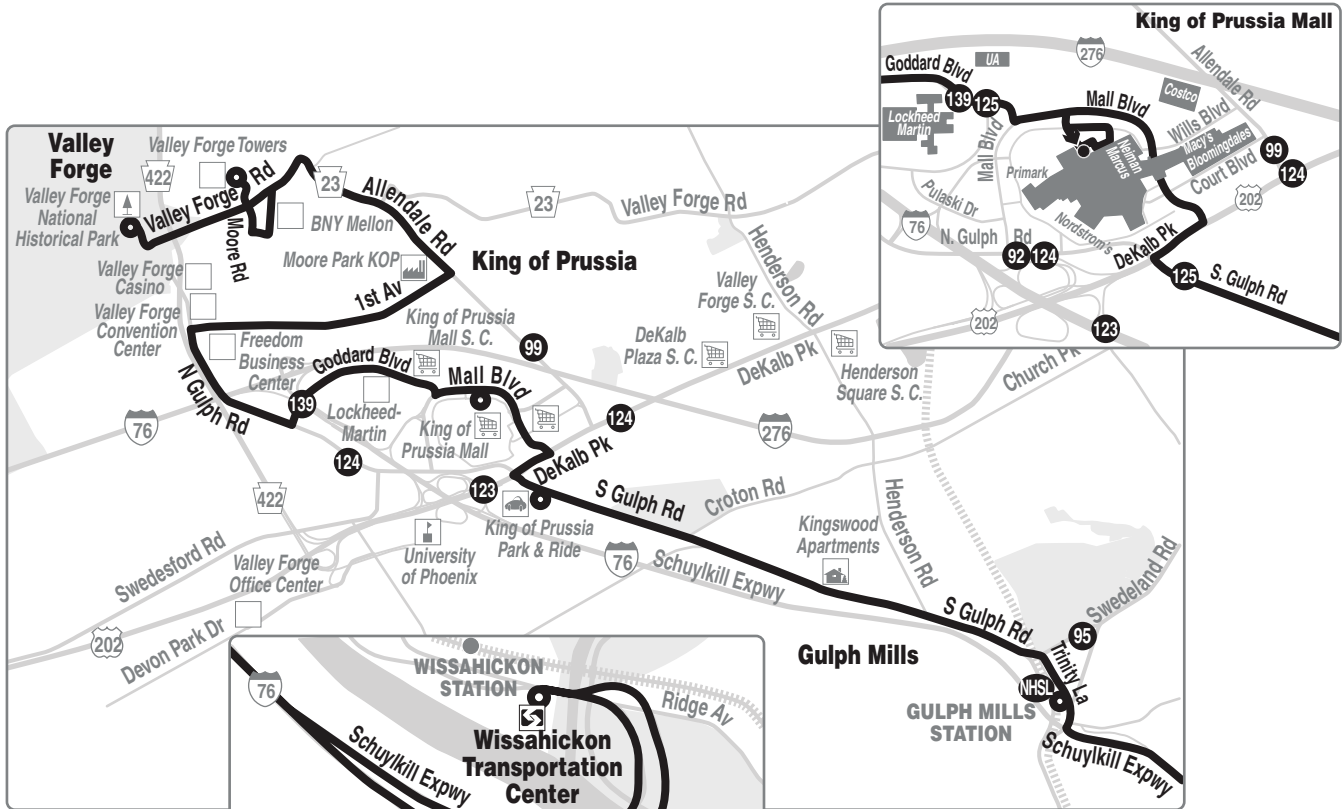 King of Prussia Mall
276
Allendale Rd
UA
Goddard Blvd
139
125
Mall Blvd
Costco
Wills Blvd
Lockheed
Martin
Mall Blvd
Neiman
Marcus
Macy's
Bloomingdales
Court Blvd
99
124
Primark
202
Pulaski Dr
76
Nordstrom's
N. Gulph Rd
92
124
DeKalb Pk
125
S. Gulph Rd
202
123
Valley
Forge
422
Valley Forge Towers
Valley Forge
National
Historical Park
Valley Forge Rd
23
Allendale Rd
23
Valley Forge Rd
Moore Rd
BNY Mellon
Moore Park KOP
King of Prussia
Henderson Rd
Valley Forge
Casino
Valley Forge
Convention
Center
1st Av
Valley
Forge S. C.
King of Prussia
Mall S. C.
DeKalb
Plaza S. C.
99
DeKalb Pk
Henderson
Square S. C.
Church Pk
Freedom
Business
Center
Goddard Blvd
Mall Blvd
N Gulph Rd
139
Lockheed-
Martin
King of
Prussia Mall
124
276
76
124
DeKalb Pk
123
S Gulph Rd
Croton Rd
Henderson Rd
422
King of Prussia
Park & Ride
University
of Phoenix
Kingswood
Apartments
Swedesford Rd
Valley Forge
Office Center
76
Schuylkill Expwy
Swedeland Rd
S Gulph Rd
202
Devon Park Dr
95
Trinity La
Gulph Mills
NHSL
GULPH MILLS
STATION
Schuylkill Expwy
WISSAHICKON
STATION
76
Ridge Av
Schuylkill Expwy
Wissahickon
Transportation
Center